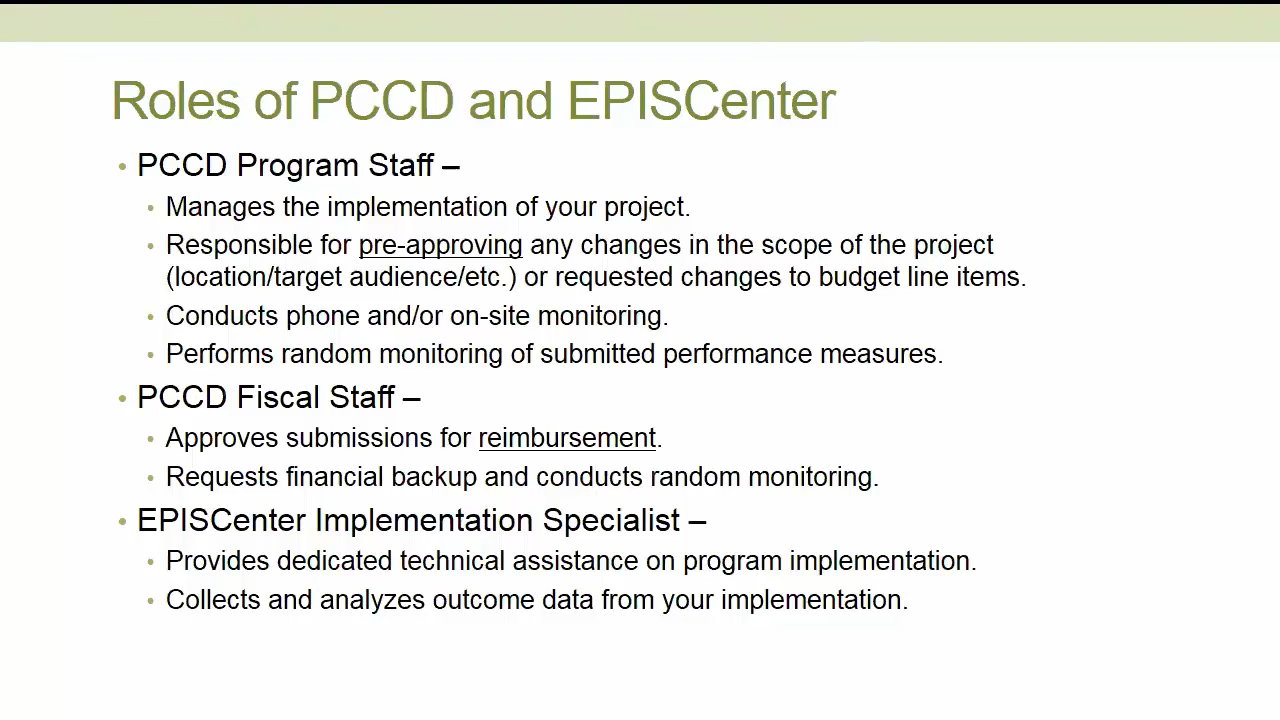 Roles of PCCD and EPISCenter
• PCCD Program Staff –
• Manages the implementation of your project.
• Responsible for pre-approving any changes in the scope of the project
(location/target audience/etc.) or requested changes to budget line items.
• Conducts phone and/or on-site monitoring.
• Performs random monitoring of submitted performance measures.
• PCCD Fiscal Staff –
• Approves submissions for reimbursement.
• Requests financial backup and conducts random monitoring.
• EPISCenter Implementation Specialist –
• Provides dedicated technical assistance on program implementation.
• Collects and analyzes outcome data from your implementation.